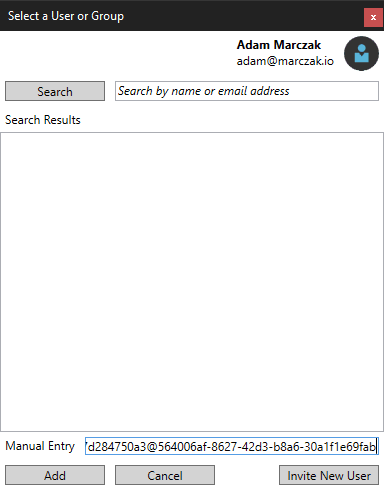 Select a User or Group
x
Adam Marczak
adam@marczak.io
Search
Search by name or email address
Search Results
Manual Entry
7d284750a3@564006af-8627-42d3-b8a6-30a1f1e69fab
Add
Cancel
Invite New User